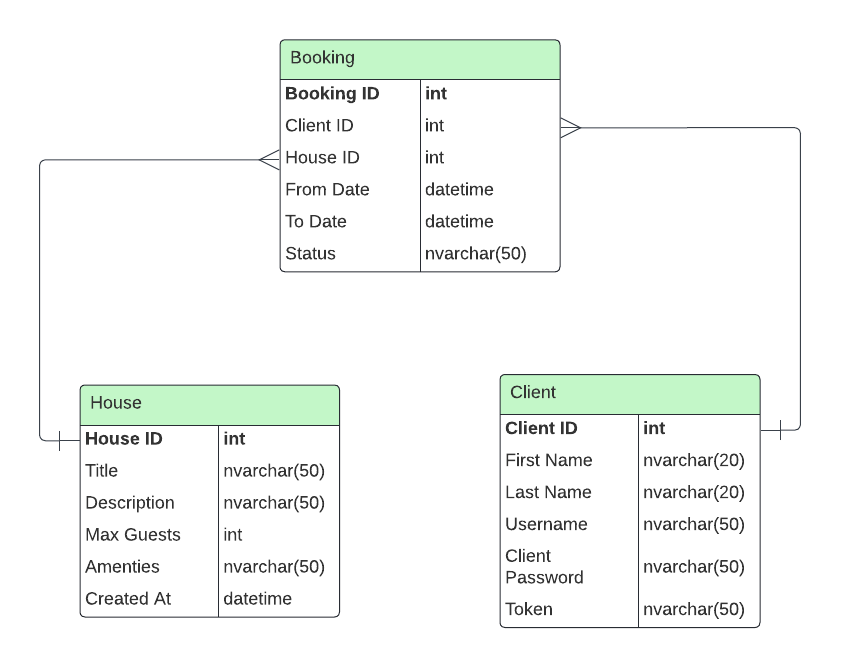 Booking
Booking ID int
Client ID int
House ID int
From Date datetime
To Date datetime
Status nvarchar(50)
House
House ID int
Title nvarchar(50)
Description nvarchar(50)
Max Guests int
Amenties nvarchar(50)
Created At datetime
Client
Client ID int
First Name nvarchar(20)
Last Name nvarchar(20)
Username nvarchar(50)
Client
Password nvarchar(50)
Token nvarchar(50)